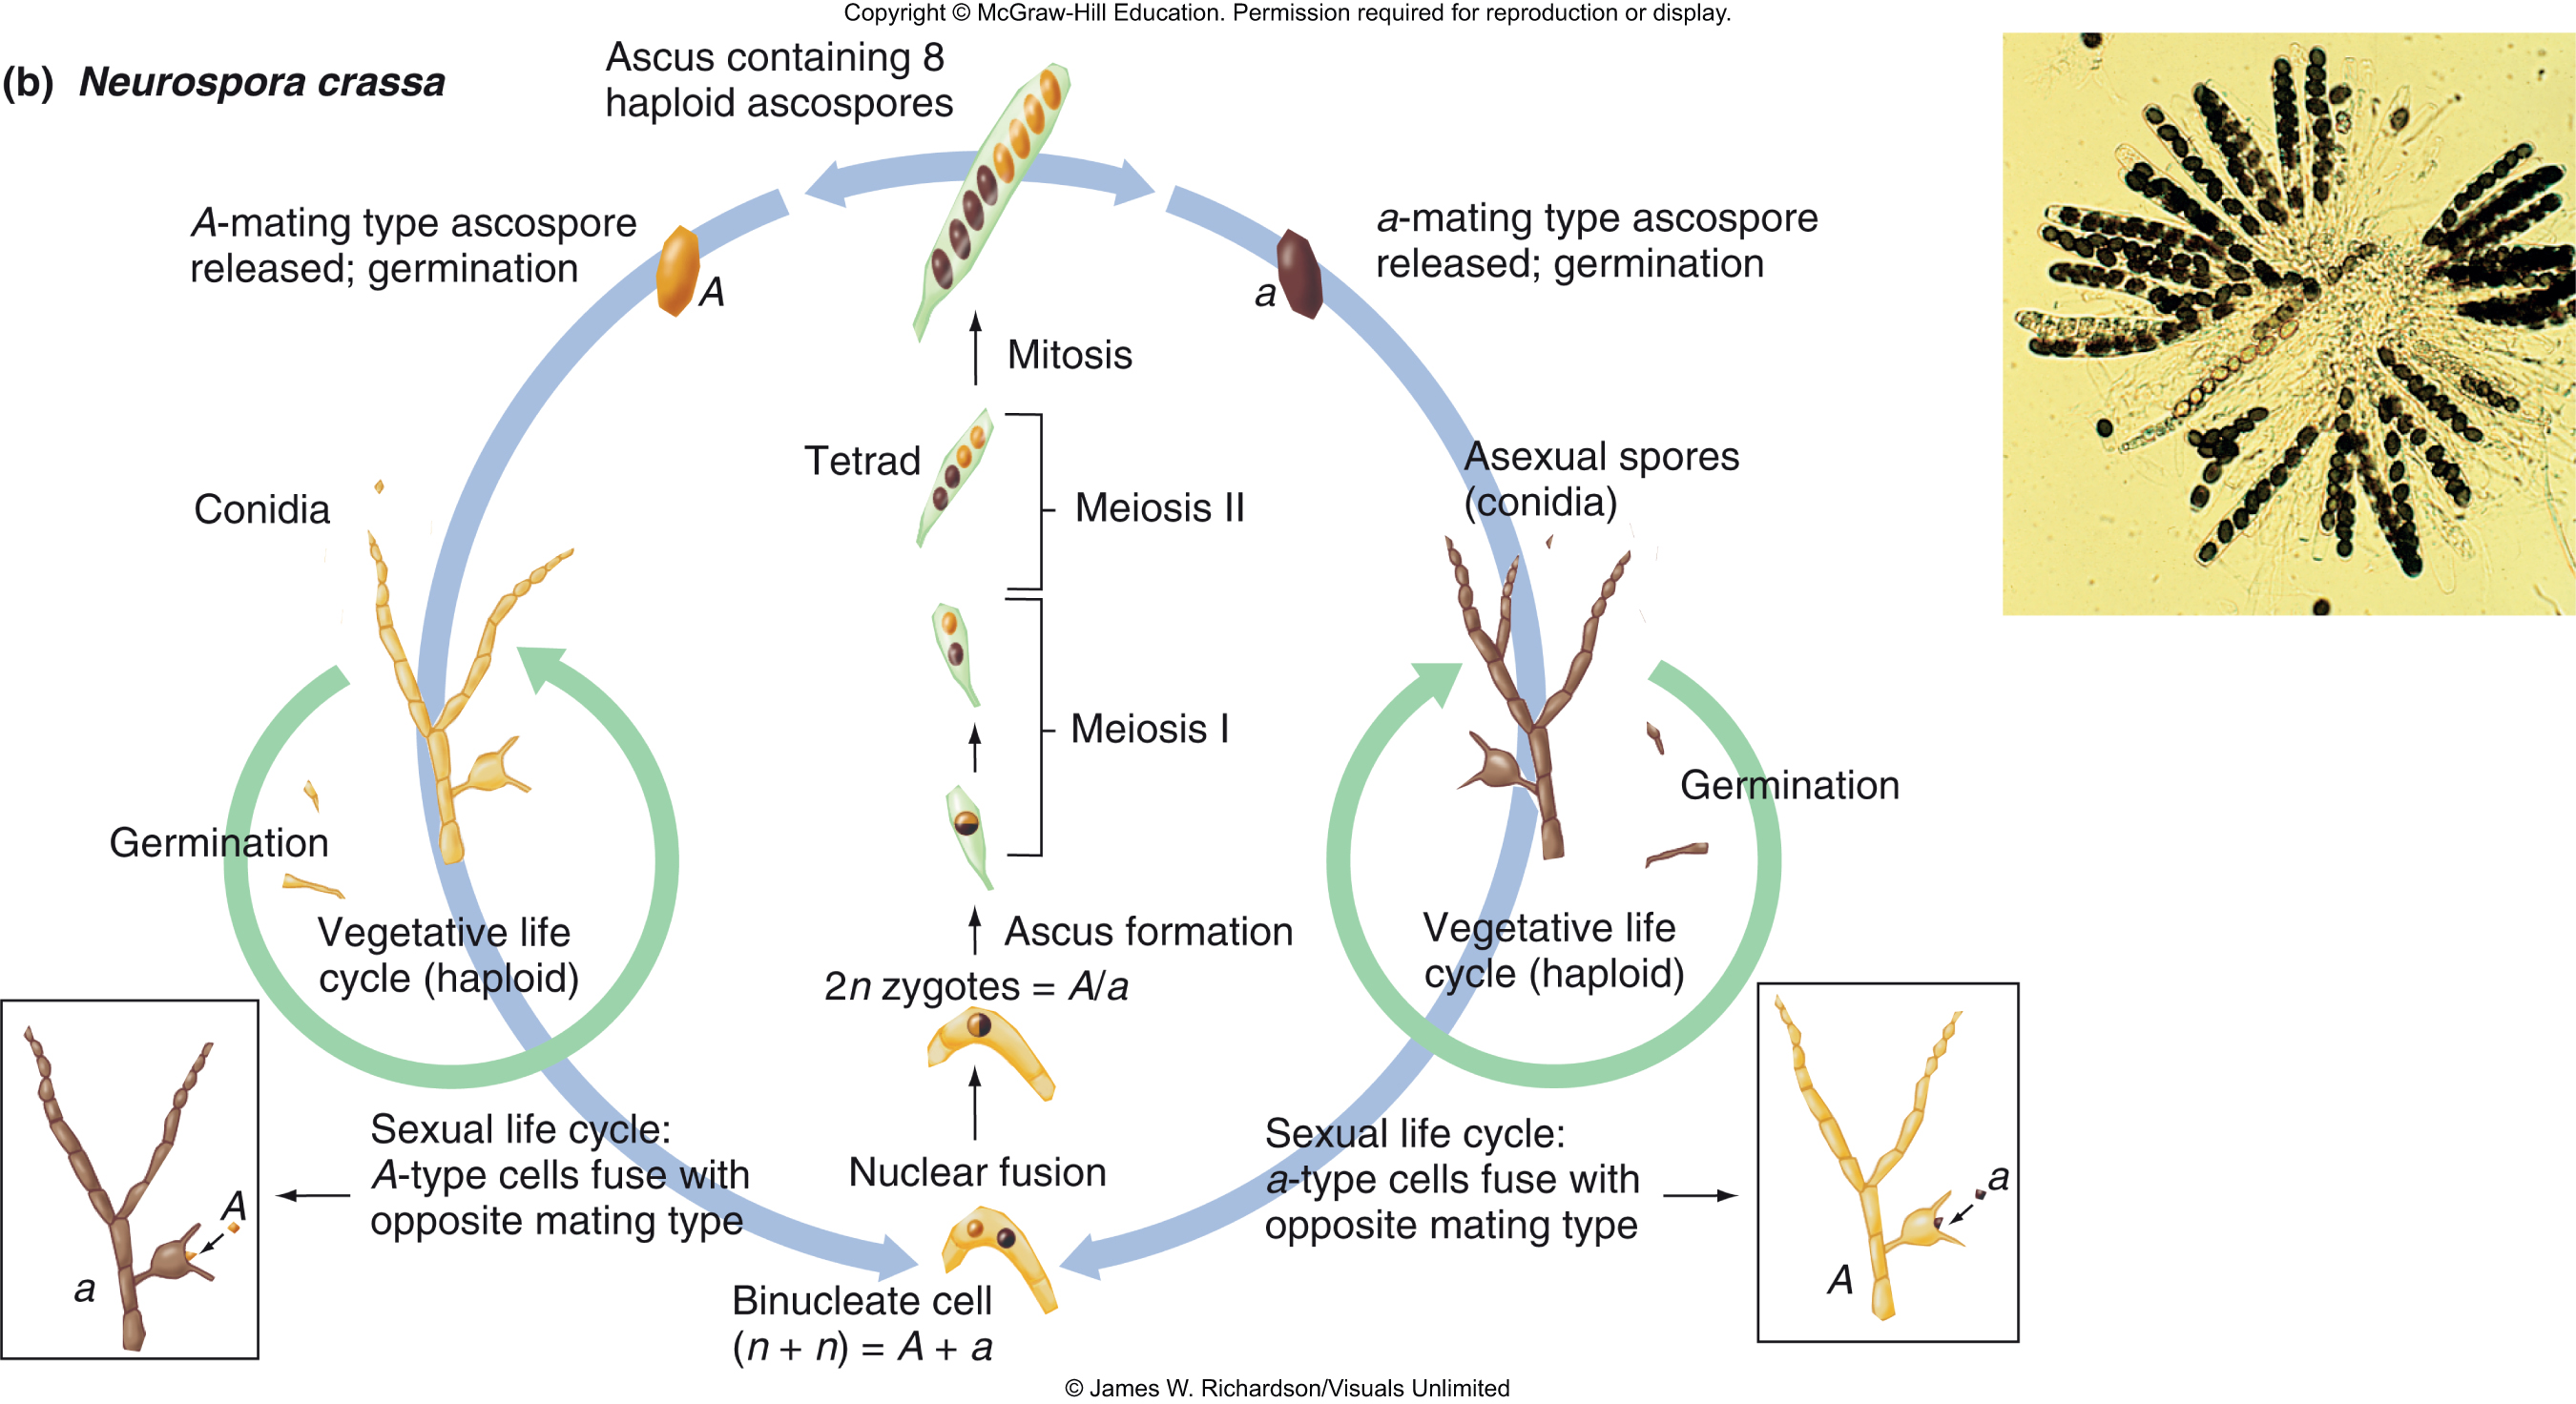 Copyright © McGraw-Hill Education. Permission required for reproduction or display.
(b) Neurospora crassa
Ascus containing 8
haploid ascospores
A-mating type ascospore
released; germination
A
a-mating type ascospore
released; germination
a
Mitosis
Tetrad
Meiosis II
Conidia
Asexual spores
(conidia)
Meiosis I
Germination
Germination
Vegetative life
cycle (haploid)
Ascus formation
Vegetative life
cycle (haploid)
2n zygotes = A/a
Sexual life cycle:
A-type cells fuse with
opposite mating type
A
a
Nuclear fusion
Sexual life cycle:
a-type cells fuse with
opposite mating type
a
A
Binucleate cell
(n + n) = A + a
© James W. Richardson/Visuals Unlimited